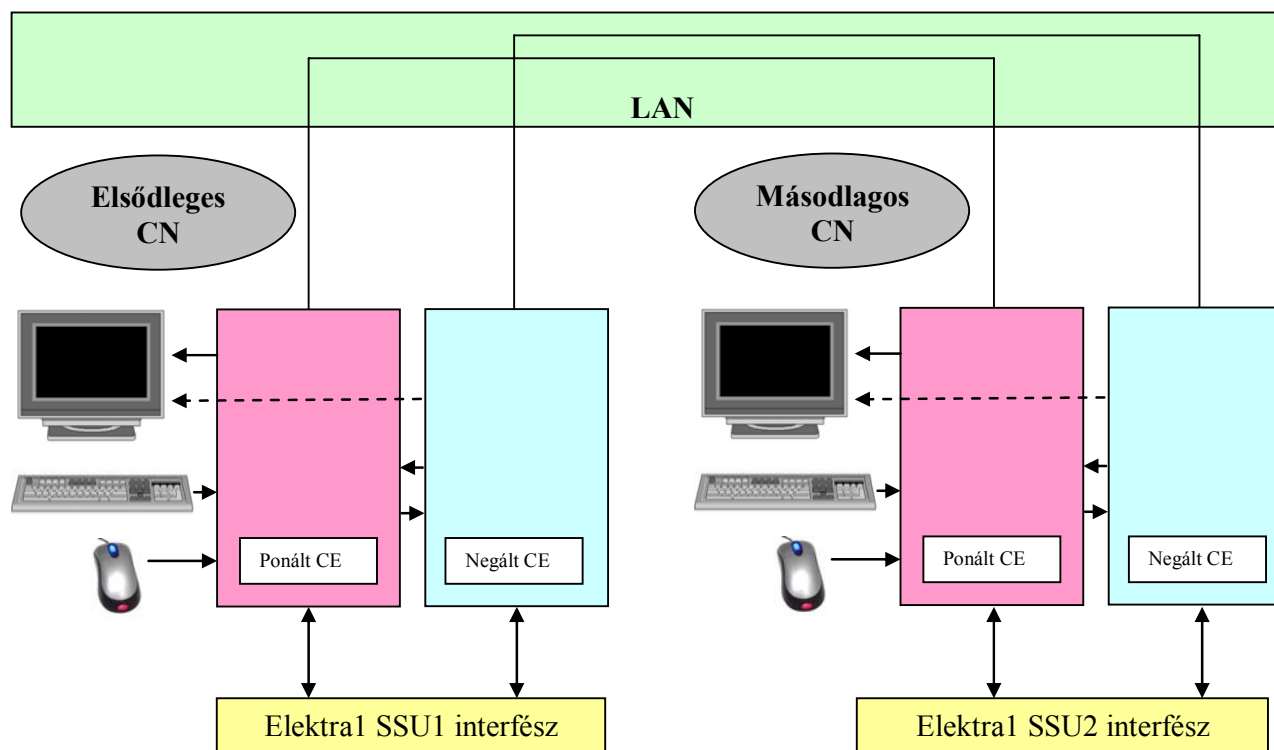 LAN
Elsődleges
CN
Másodlagos
CN
Ponált CE
Negált CE
Ponált CE
Negált CE
Elektra1 SSU1 interfész
Elektra1 SSU2 interfész